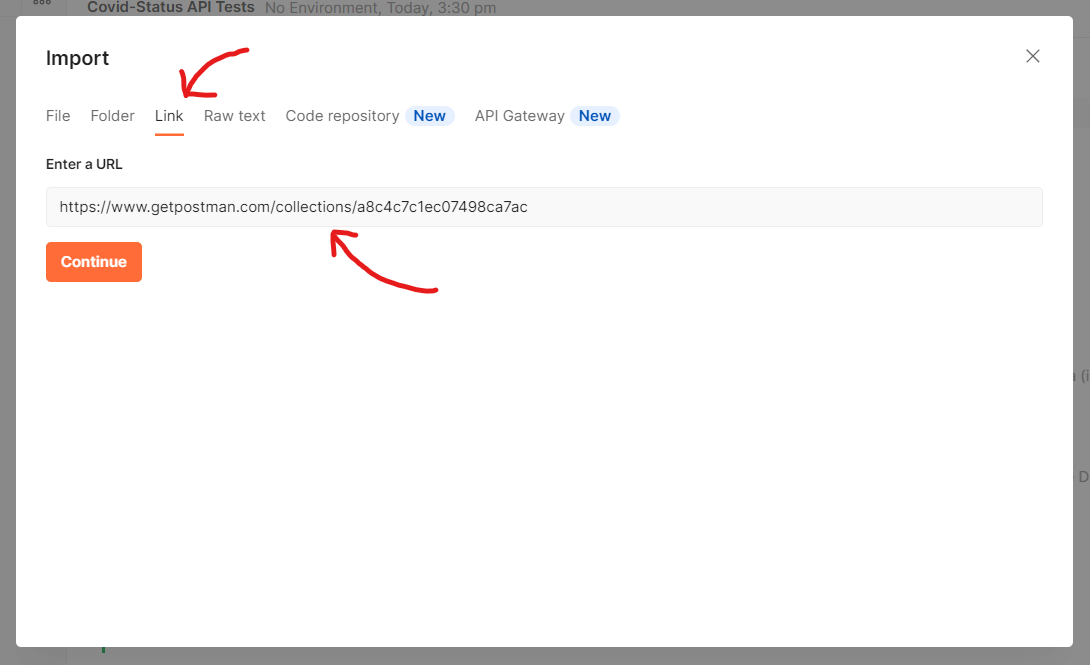 Covid-Status API Tests No Environment, Today, 3:30 pm
Import
File Folder Link Raw text Code repository New API Gateway New
Enter a URL
https://www.getpostman.com/collections/a8c4c7c1ec07498ca7ac
Continue
(i
D